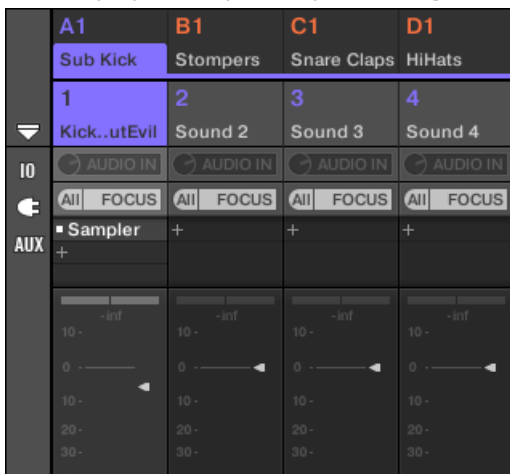 A1 B1 C1 D1
Sub Kick Stompers Snare Claps HiHats
1 2 3 4
Kick..utEvil Sound 2 Sound 3 Sound 4
IO AUDIO IN AUDIO IN AUDIO IN AUDIO IN
All FOCUS All FOCUS All FOCUS All FOCUS
Sampler + + +
AUX +
-inf -inf -inf -inf
10- 10- 10- 10-
0 - 0 - 0 - 0 -
10- 10- 10- 10-
20- 20- 20- 20-
30- 30- 30- 30-